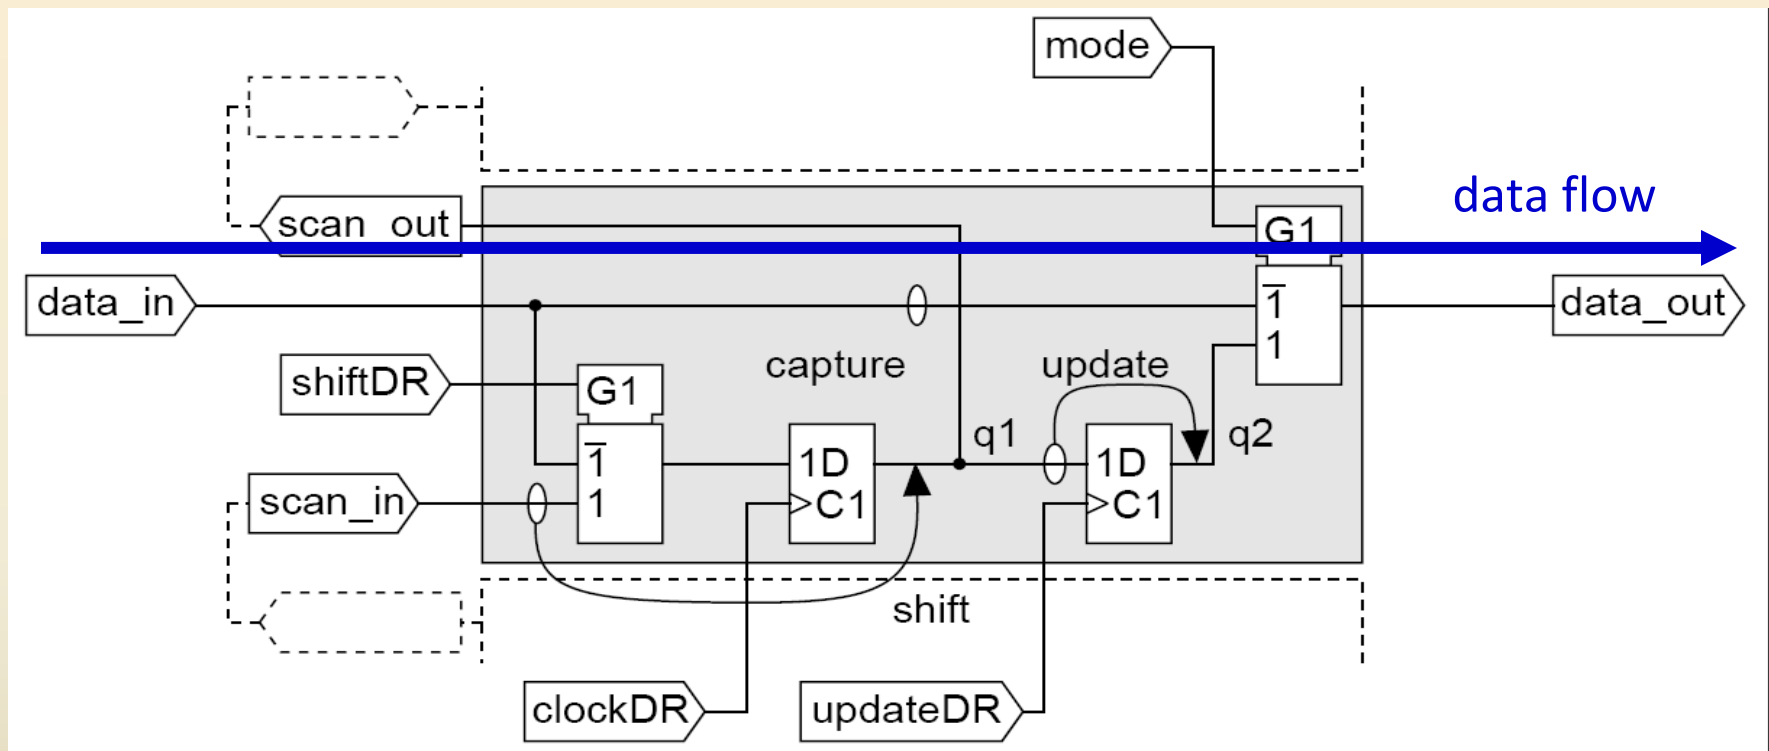 mode
data flow
scan_out
G1
data_in
1
data_out
1
shiftDR
capture
update
G1
q1
q2
1
1D
1D
scan_in
1
C1
C1
shift
clockDR
updateDR